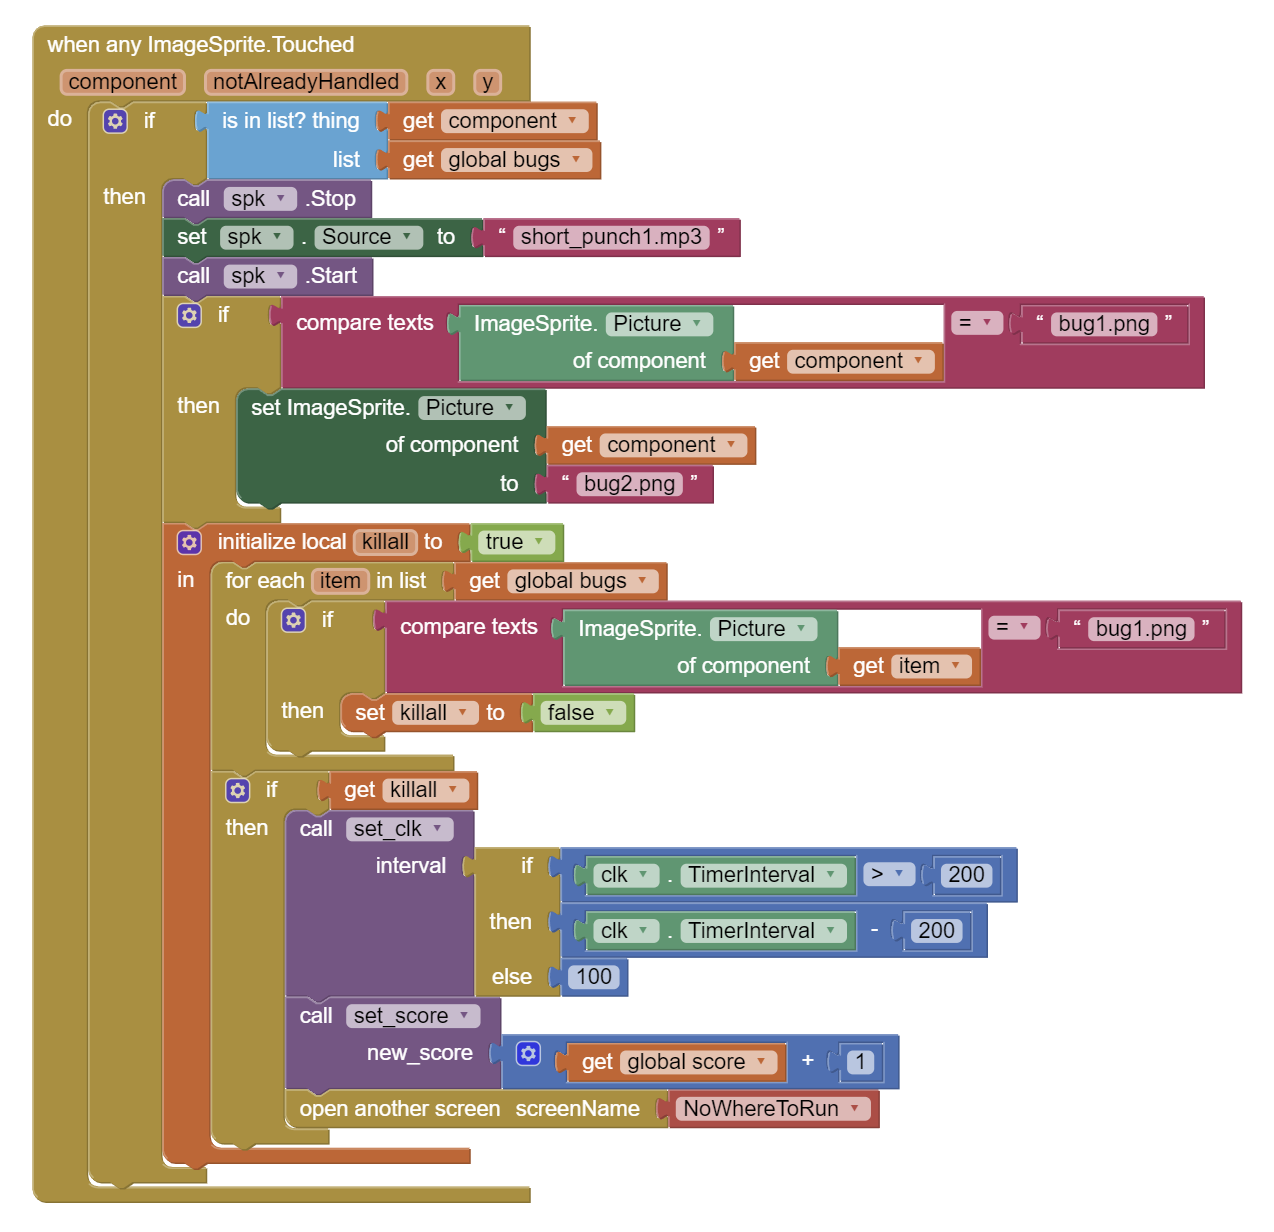 when any ImageSprite.Touched
component notAlreadyHandled x y
do if is in list? thing get component
list get global bugs
then call spk .Stop
set spk . Source to “ short_punch1.mp3 ”
call spk .Start
if compare texts ImageSprite. Picture = “ bug1.png ”
of component get component
then set ImageSprite. Picture
of component get component
to “ bug2.png ”
initialize local killall to true
in for each item in list get global bugs
do if compare texts ImageSprite. Picture = “ bug1.png ”
of component get item
then set killall to false
if get killall
then call set_clk
interval if clk . TimerInterval > 200
then clk . TimerInterval - 200
else 100
call set_score
new_score get global score + 1
open another screen screenName NoWhereToRun